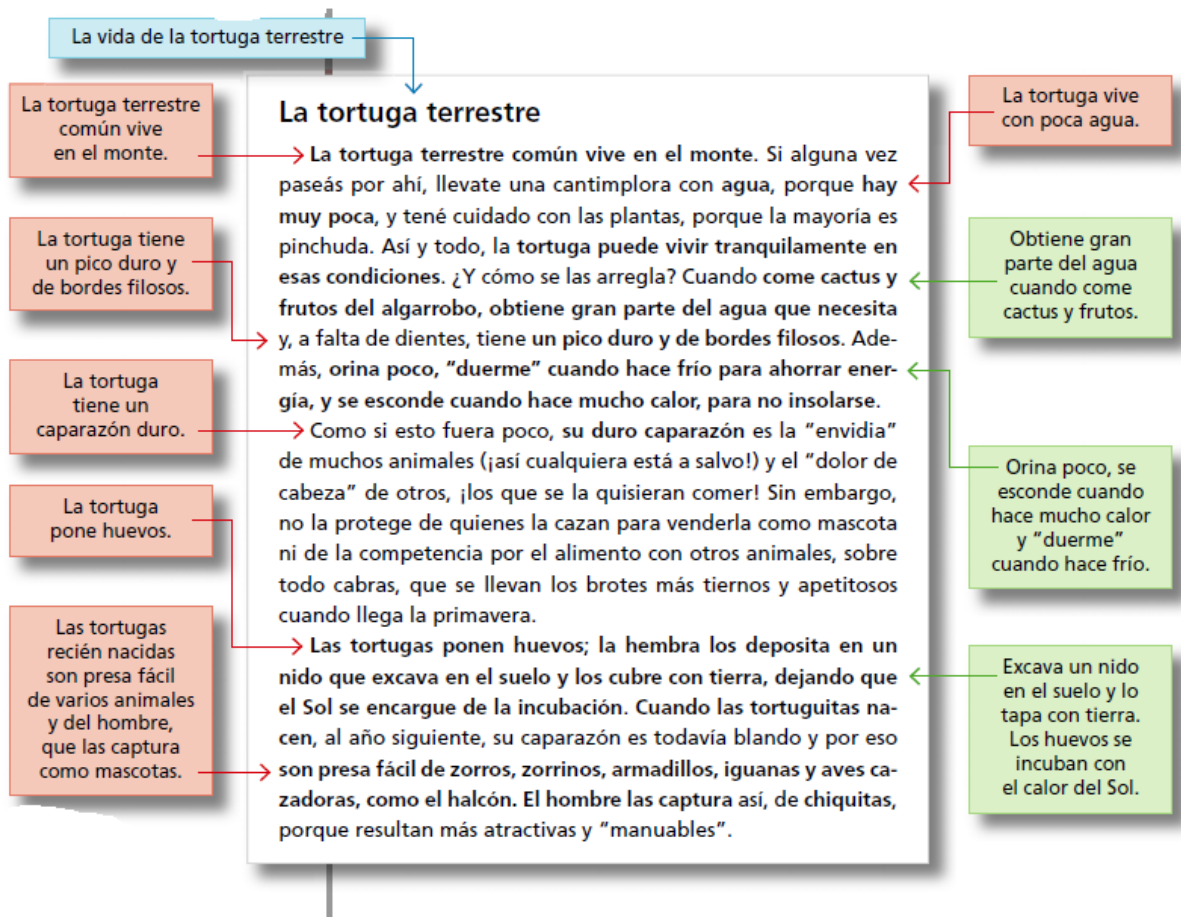 La vida de la tortuga terrestre
La tortuga terrestre
común vive
en el monte.
La tortuga tiene
un pico duro y
de bordes filosos.
La tortuga
tiene un
caparazón duro.
La tortuga
pone huevos.
Las tortugas
recién nacidas
son presa fácil
de varios animales
y del hombre,
que las captura
como mascotas.
La tortuga terrestre
La tortuga terrestre común vive en el monte. Si alguna vez
paseás por ahí, llevate una cantimplora con agua, porque hay
muy poca, y tené cuidado con las plantas, porque la mayoría es
pinchuda. Así y todo, la tortuga puede vivir tranquilamente en
esas condiciones. ¿Y cómo se las arregla? Cuando come cactus y
frutos del algarrobo, obtiene gran parte del agua que necesita
y, a falta de dientes, tiene un pico duro y de bordes filosos. Ade-
más, orina poco, “duerme” cuando hace frío para ahorrar ener-
gía, y se esconde cuando hace mucho calor, para no insolarse.
Como si esto fuera poco, su duro caparazón es la “envidia”
de muchos animales (¡así cualquiera está a salvo!) y el “dolor de
cabeza” de otros, ¡los que se la quisieran comer! Sin embargo,
no la protege de quienes la cazan para venderla como mascota
ni de la competencia por el alimento con otros animales, sobre
todo cabras, que se llevan los brotes más tiernos y apetitosos
cuando llega la primavera.
Las tortugas ponen huevos; la hembra los deposita en un
nido que excava en el suelo y los cubre con tierra, dejando que
el Sol se encargue de la incubación. Cuando las tortuguitas na-
cen, al año siguiente, su caparazón es todavía blando y por eso
son presa fácil de zorros, zorrinos, armadillos, iguanas y aves ca-
zadoras, como el halcón. El hombre las captura así, de chiquitas,
porque resultan más atractivas y “manuables”.
La tortuga vive
con poca agua.
Obtiene gran
parte del agua
cuando come
cactus y frutos.
Orina poco, se
esconde cuando
hace mucho calor
y “duerme”
cuando hace frío.
Excava un nido
en el suelo y lo
tapa con tierra.
Los huevos se
incuban con
el calor del Sol.